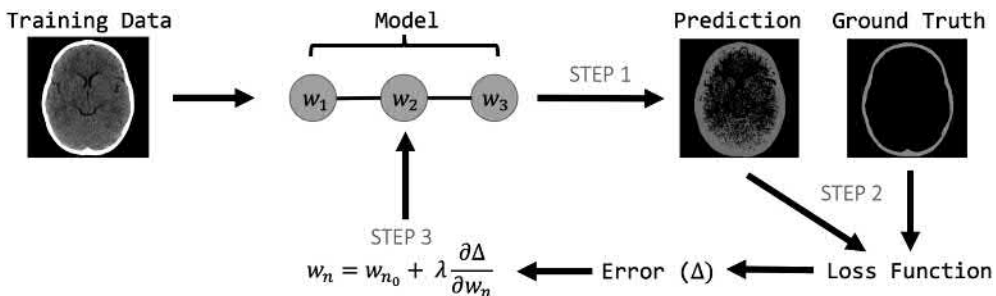 Training Data
Model
Prediction
Ground Truth
w₁
w₂
w₃
STEP 1
STEP 2
STEP 3
wₙ = wₙ₀ + λ ∂Δ/∂wₙ
Error (Δ)
Loss Function